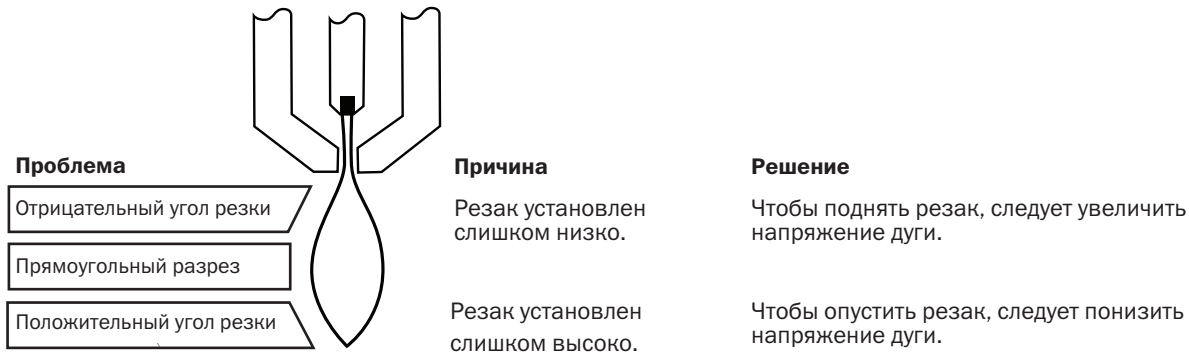 Проблема
Причина
Решение
Отрицательный угол резки
Резак установлен
слишком низко.
Чтобы поднять резак, следует увеличить
напряжение дуги.
Прямоугольный разрез
Положительный угол резки
Резак установлен
слишком высоко.
Чтобы опустить резак, следует понизить
напряжение дуги.